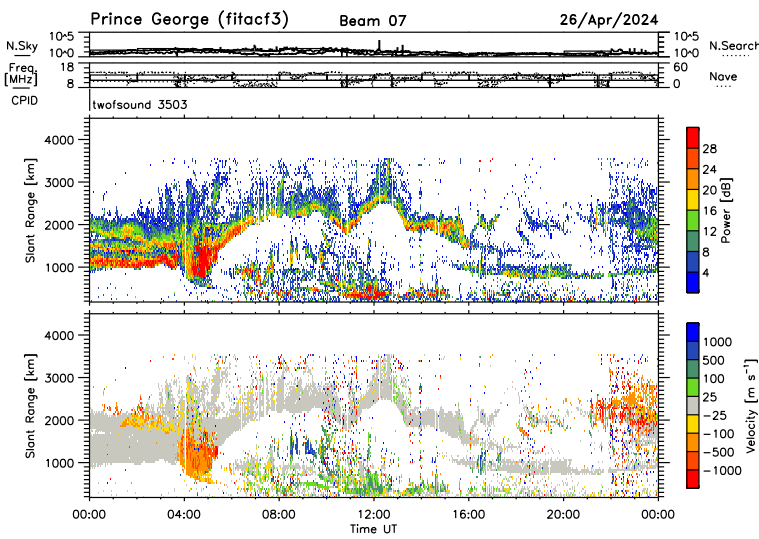 Prince George (fitacf3) Beam 07 26/Apr/2024
N.Sky 10^5 10^0 10^5 10^0 N.Search
Freq [MHz] 18 8 60 0 Nave
CPID twofsound 3503
Slant Range [km] 4000 3000 2000 1000
Power [dB] 28 24 20 16 12 8 4
Slant Range [km] 4000 3000 2000 1000
Velocity [m s⁻¹] 1000 500 100 25 −25 −100 −500 −1000
00:00 04:00 08:00 12:00 16:00 20:00 00:00
Time UT